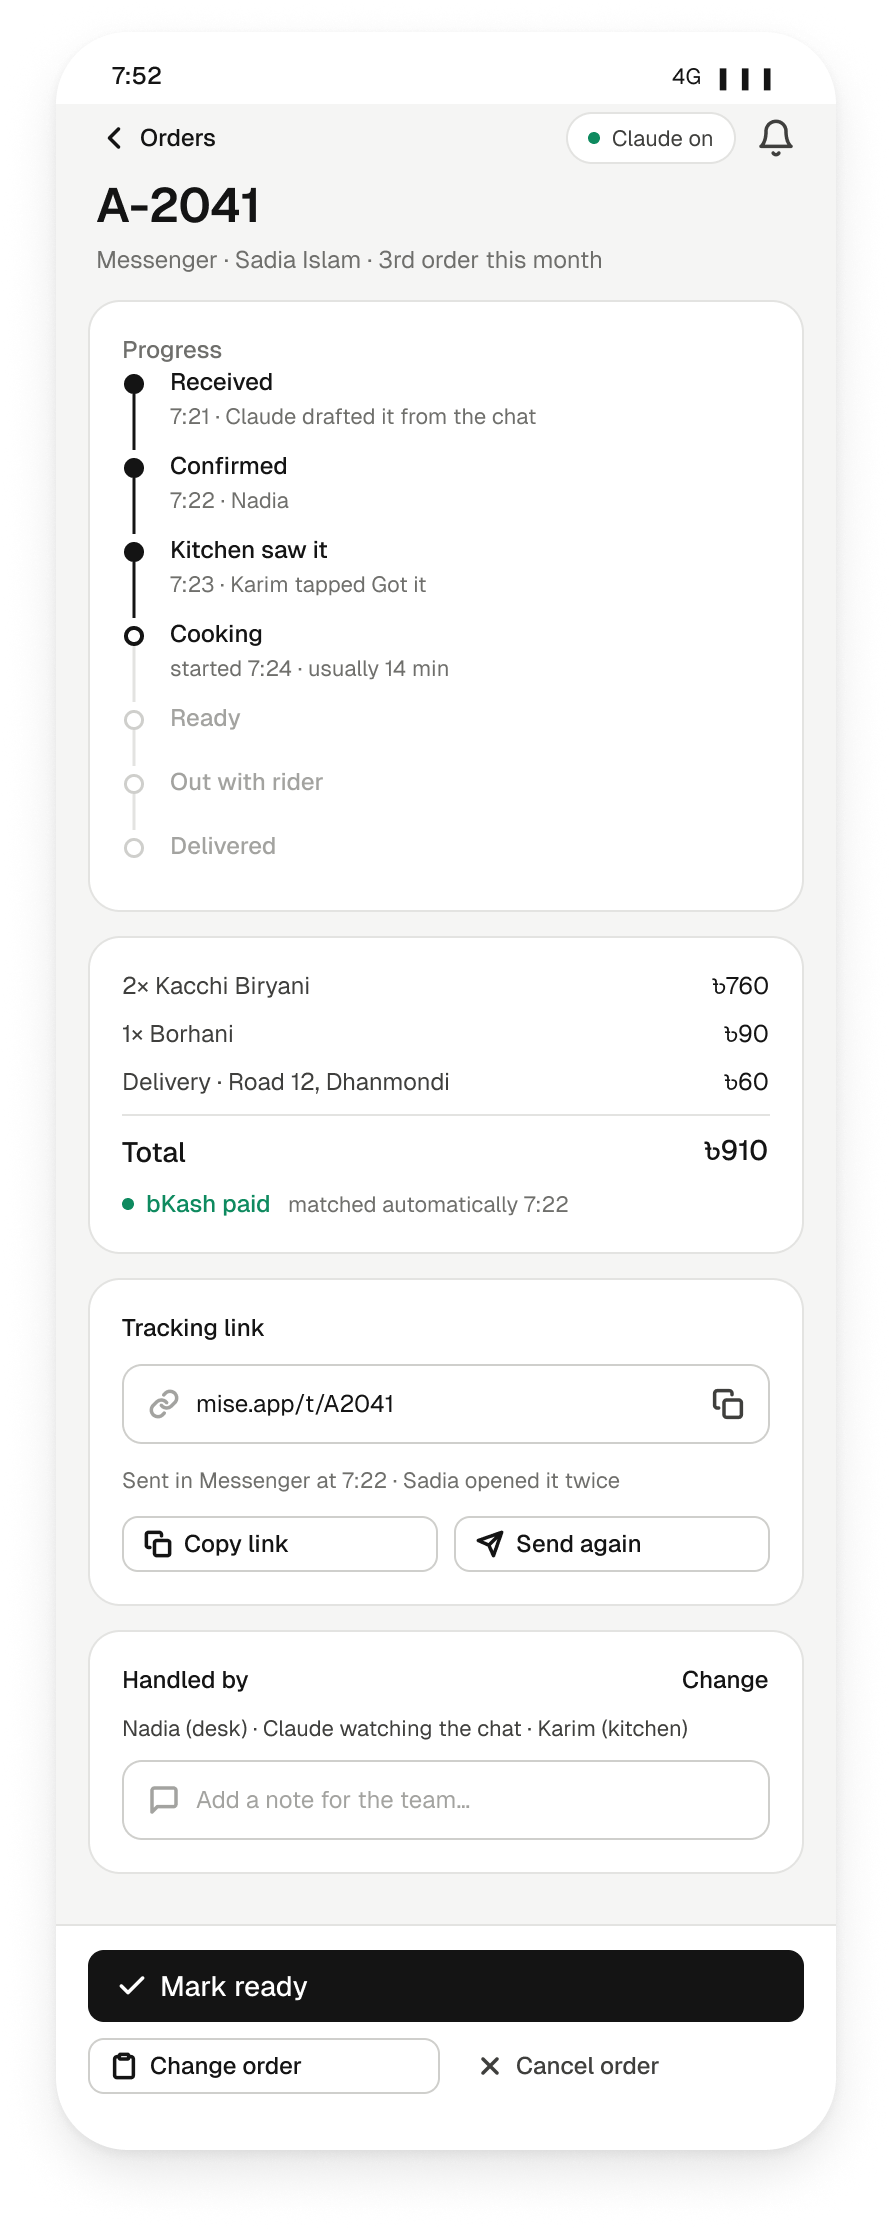 7:52
4G
Orders
Claude on
A-2041
Messenger · Sadia Islam · 3rd order this month
Progress
Received
7:21 · Claude drafted it from the chat
Confirmed
7:22 · Nadia
Kitchen saw it
7:23 · Karim tapped Got it
Cooking
started 7:24 · usually 14 min
Ready
Out with rider
Delivered
2× Kacchi Biryani ৳760
1× Borhani ৳90
Delivery · Road 12, Dhanmondi ৳60
Total ৳910
bKash paid matched automatically 7:22
Tracking link
mise.app/t/A2041
Sent in Messenger at 7:22 · Sadia opened it twice
Copy link
Send again
Handled by
Change
Nadia (desk) · Claude watching the chat · Karim (kitchen)
Add a note for the team…
Mark ready
Change order
Cancel order